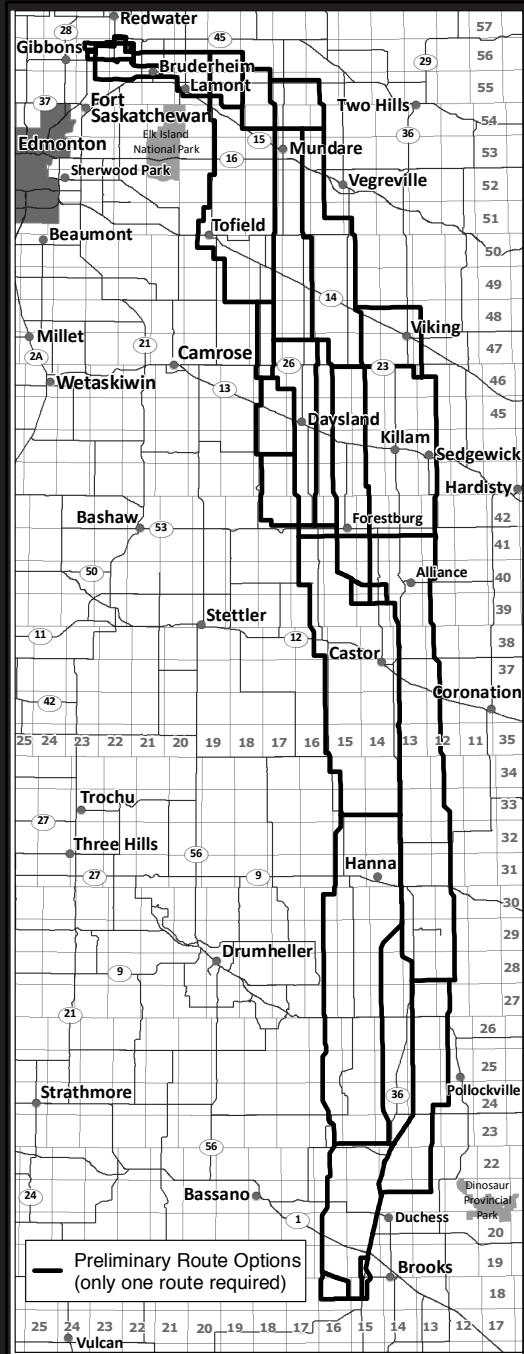 Redwater
57
28
45
Gibbons
56
29
Bruderheim
55
Lamont
37
Fort
Saskatchewan
Two Hills
54
Elk Island
National Park
15
36
Edmonton
Mundare
53
16
Sherwood Park
52
Vegreville
51
Tofield
Beaumont
50
49
14
48
Millet
21
Viking
47
2A
Camrose
26
23
46
Wetaskiwin
13
45
Daysland
Killam
Sedgewick
Hardisty
Bashaw
53
Forestburg
42
41
50
Alliance
40
39
Stettler
11
12
38
Castor
37
Coronation
42
25 24 23 22 21 20 19 18 17 16 15 14 13 12 11 35
34
Trochu
33
27
32
Three Hills
56
Hanna
31
27
9
30
29
Drumheller
28
9
27
21
26
25
Pollockville
Strathmore
36
24
23
56
22
Dinosaur
Provincial
Park
24
Bassano
1
Duchess
20
Preliminary Route Options
(only one route required)
19
Brooks
18
25 24 23 22 21 20 19 18 17 16 15 14 13 12 17
Vulcan